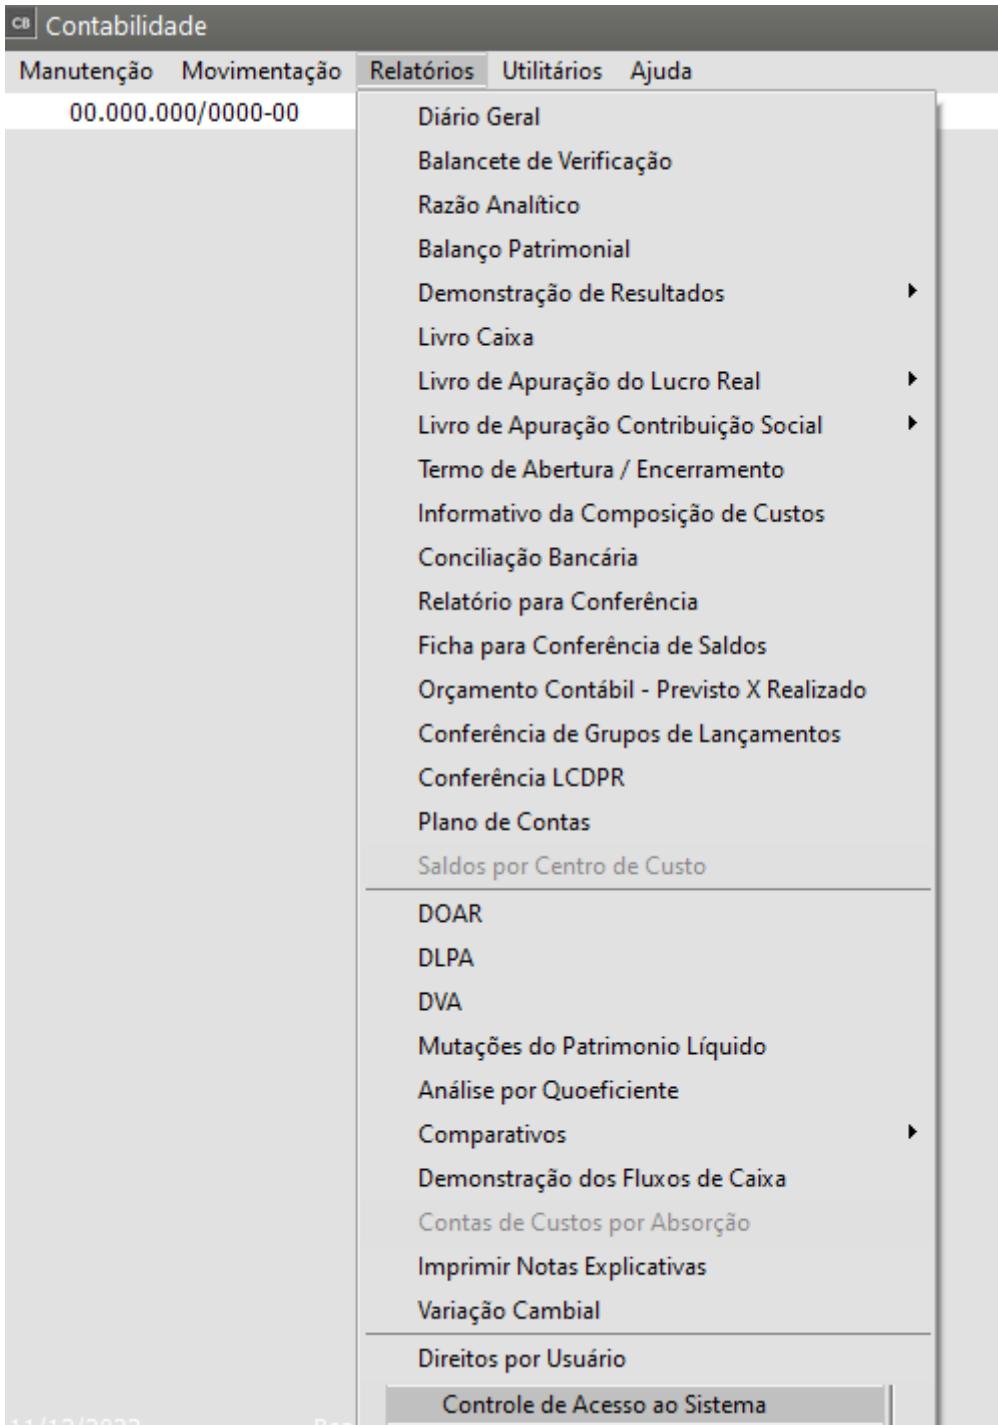 CB Contabilidade
Manutenção Movimentação Relatórios Utilitários Ajuda
00.000.000/0000-00
Diário Geral
Balancete de Verificação
Razão Analítico
Balanço Patrimonial
Demonstração de Resultados
Livro Caixa
Livro de Apuração do Lucro Real
Livro de Apuração Contribuição Social
Termo de Abertura / Encerramento
Informativo da Composição de Custos
Conciliação Bancária
Relatório para Conferência
Ficha para Conferência de Saldos
Orçamento Contábil - Previsto X Realizado
Conferência de Grupos de Lançamentos
Conferência LCDPR
Plano de Contas
Saldos por Centro de Custo
DOAR
DLPA
DVA
Mutações do Patrimonio Líquido
Análise por Quoeficiente
Comparativos
Demonstração dos Fluxos de Caixa
Contas de Custos por Absorção
Imprimir Notas Explicativas
Variação Cambial
Direitos por Usuário
Controle de Acesso ao Sistema